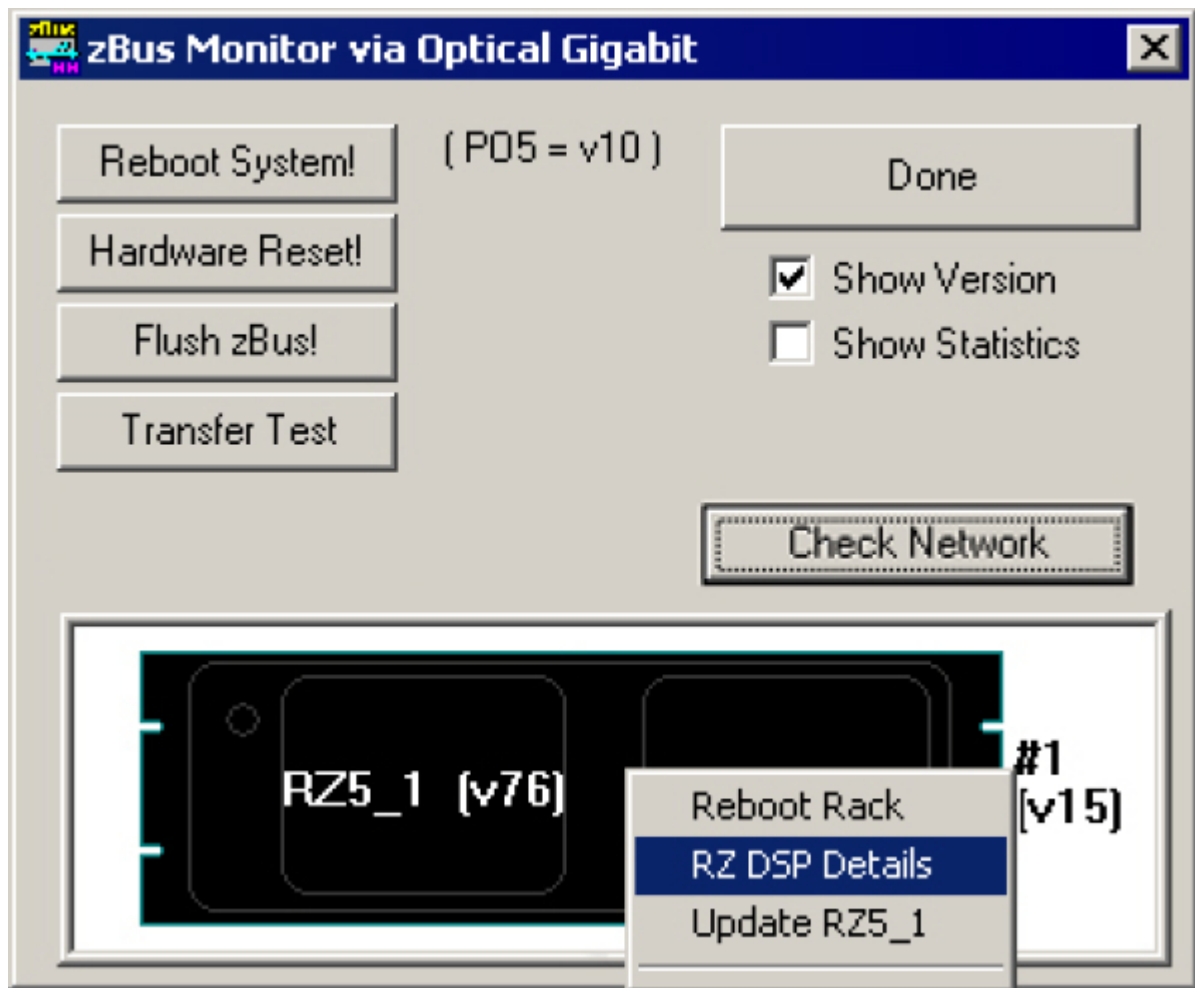 zBus Monitor via Optical Gigabit
Reboot System!
( PO5 = v10 )
Done
Hardware Reset!
Show Version
Flush zBus!
Show Statistics
Transfer Test
Check Network
RZ5_1 (v76)
#1
(v15)
Reboot Rack
RZ DSP Details
Update RZ5_1